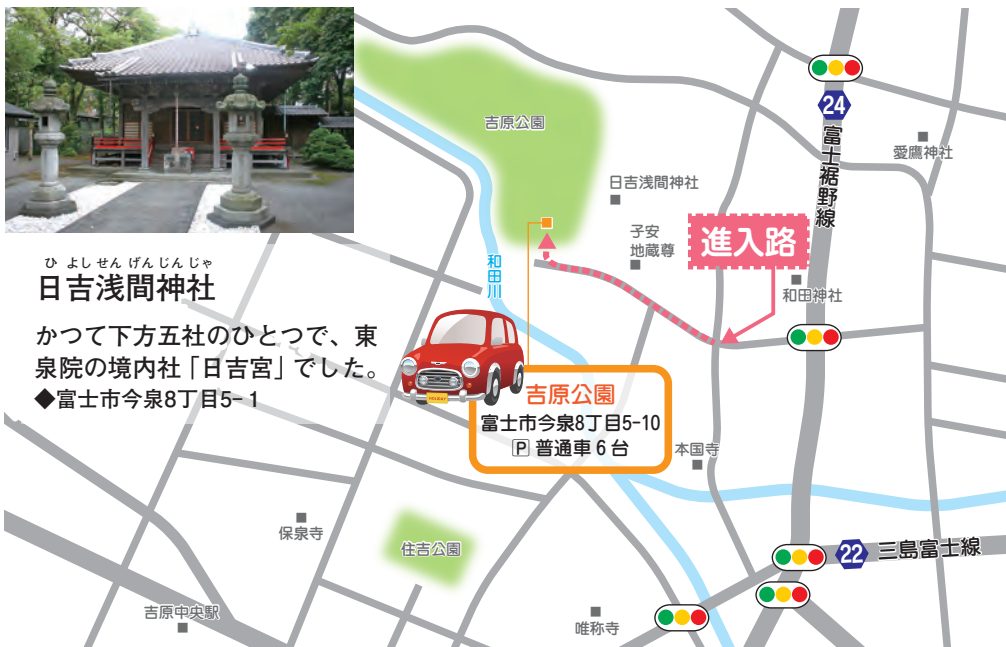 ひよしせんげんじんじゃ
日吉浅間神社
かつて下方五社のひとつで、東
泉院の境内社「日吉宮」でした。
◆富士市今泉8丁目5-1
吉原公園
日吉浅間神社
子安
地蔵尊
進入路
24
富士裾野線
愛鷹神社
和田神社
和田川
吉原公園
富士市今泉8丁目5-10
P 普通車6台
本国寺
保泉寺
住吉公園
22 三島富士線
吉原中央駅
唯称寺